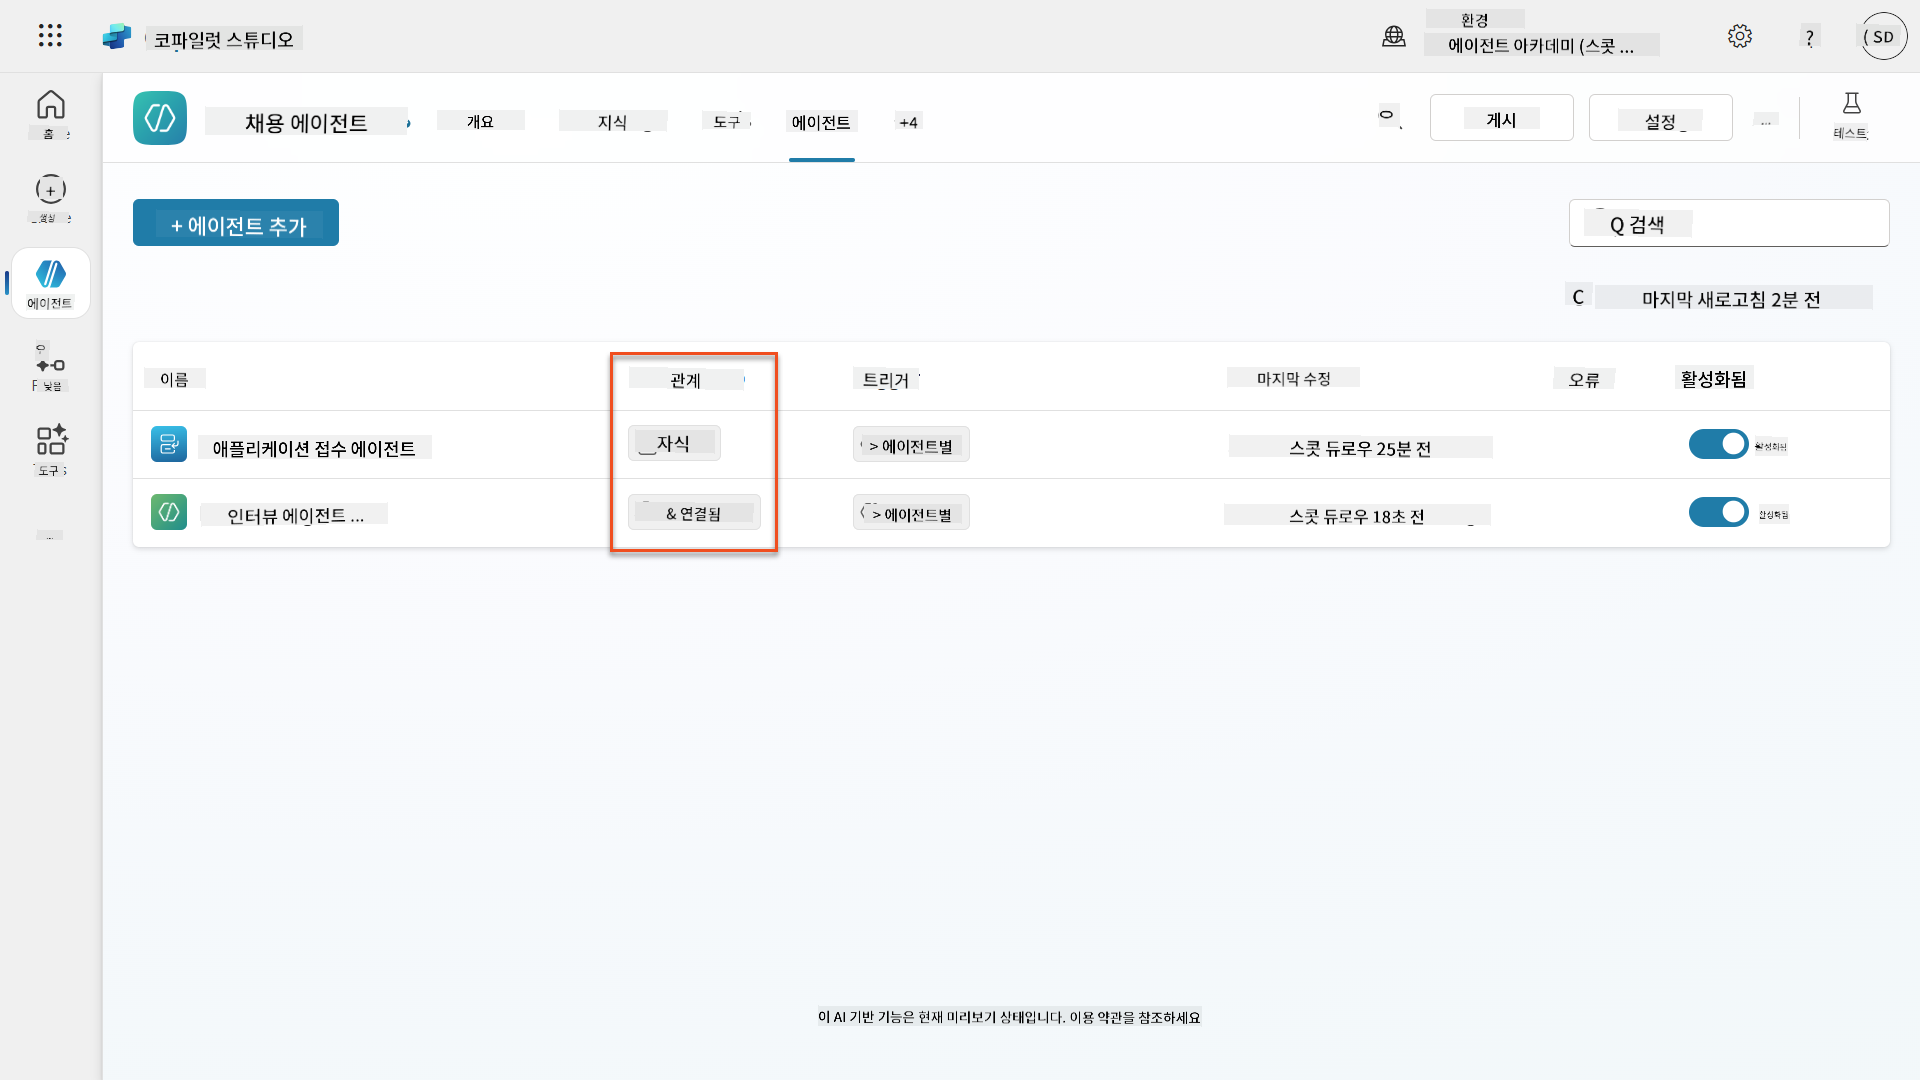 코파일럿 스튜디오
환경
에이전트 아카데미 (스콧 ...
?
SD
홈
생성
에이전트
낮음
도구
채용 에이전트
개요
지식
도구
에이전트
+4
게시
설정
...
테스트
+ 에이전트 추가
Q 검색
C 마지막 새로고침 2분 전
이름 관계 트리거 마지막 수정 오류 활성화됨
애플리케이션 접수 에이전트 자식 > 에이전트별 스콧 듀로우 25분 전 활성화됨
인터뷰 에이전트 ... & 연결됨 > 에이전트별 스콧 듀로우 18초 전 활성화됨
이 AI 기반 기능은 현재 미리보기 상태입니다. 이용 약관을 참조하세요